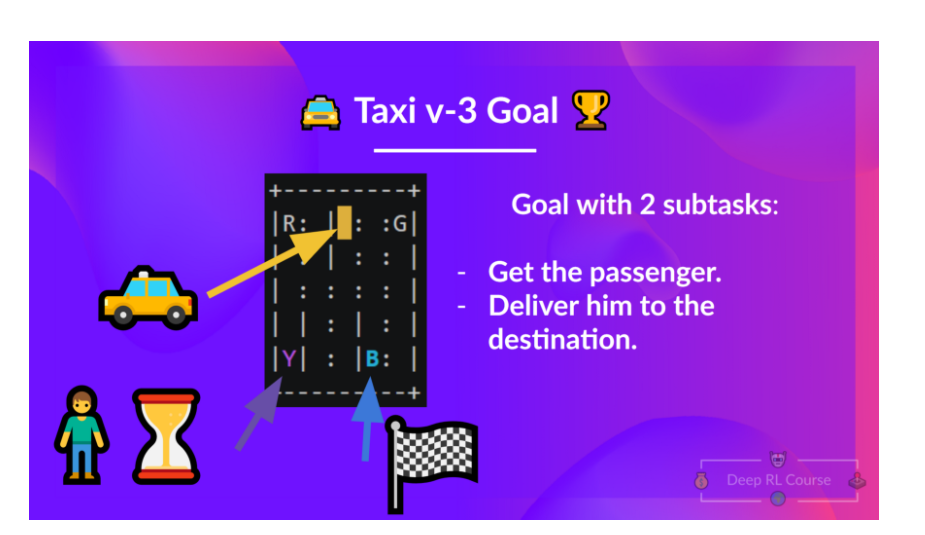 Taxi v-3 Goal
+---------+
|R: | : :G|
| : | : : |
| : : : : |
| | : | : |
|Y| : |B: |
+---------+
Goal with 2 subtasks:
- Get the passenger.
- Deliver him to the
destination.
Deep RL Course